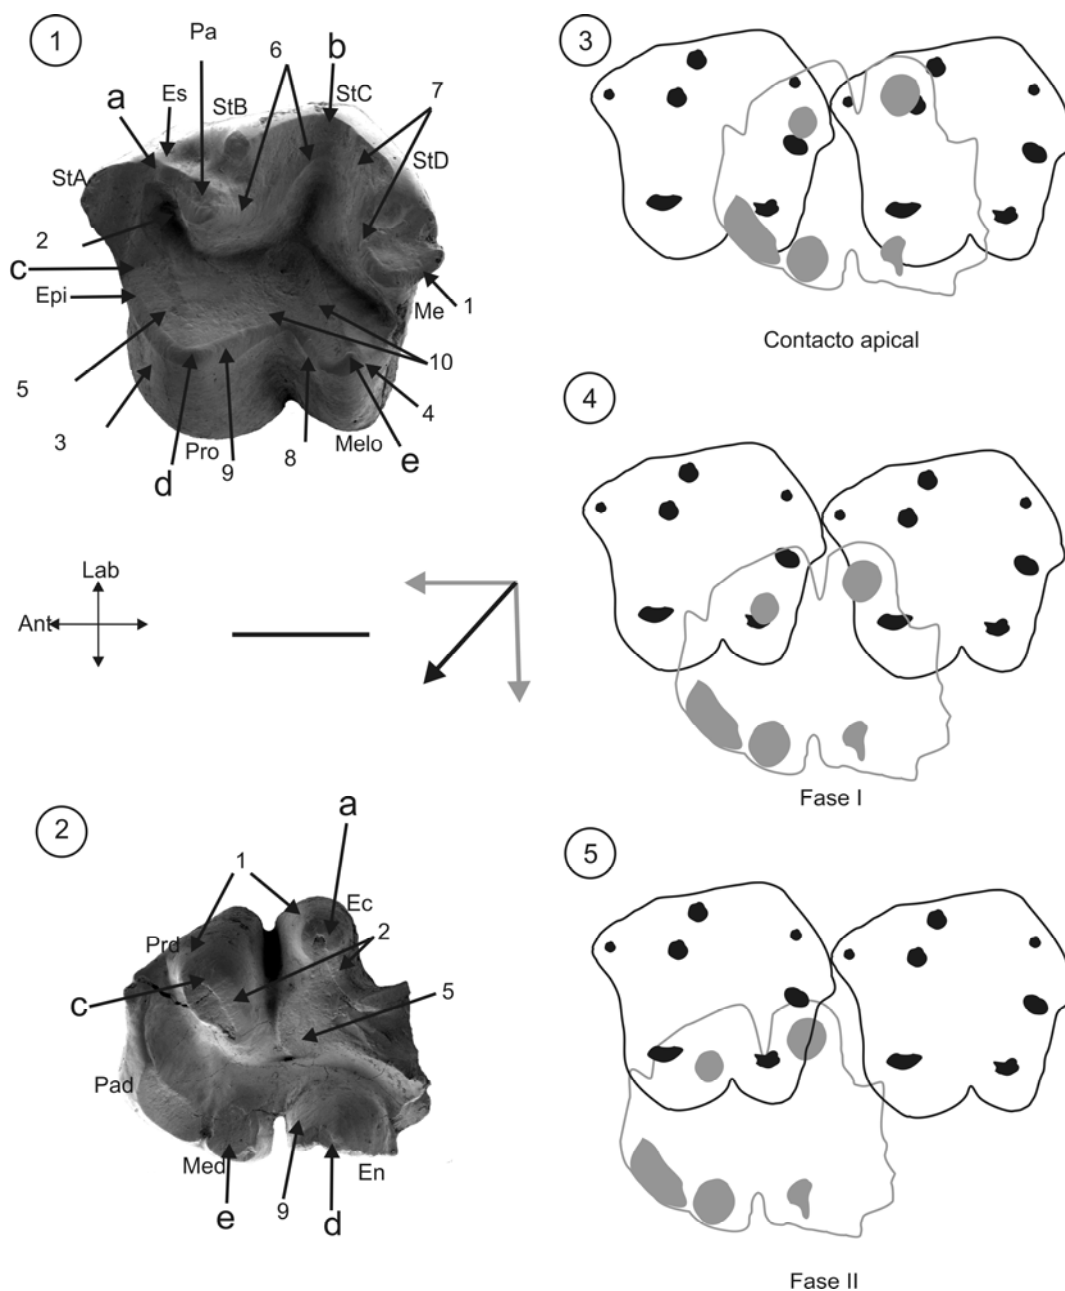 1
Pa
6
b
a
Es
StB
StC
7
StA
StD
2
c
Epi
Me
1
10
5
4
3
Pro
9
8
Melo
e
d
Lab
Ant
2
a
1
Ec
Prd
2
c
5
Pad
Med
e
9
d
En
3
Contacto apical
4
Fase I
5
Fase II